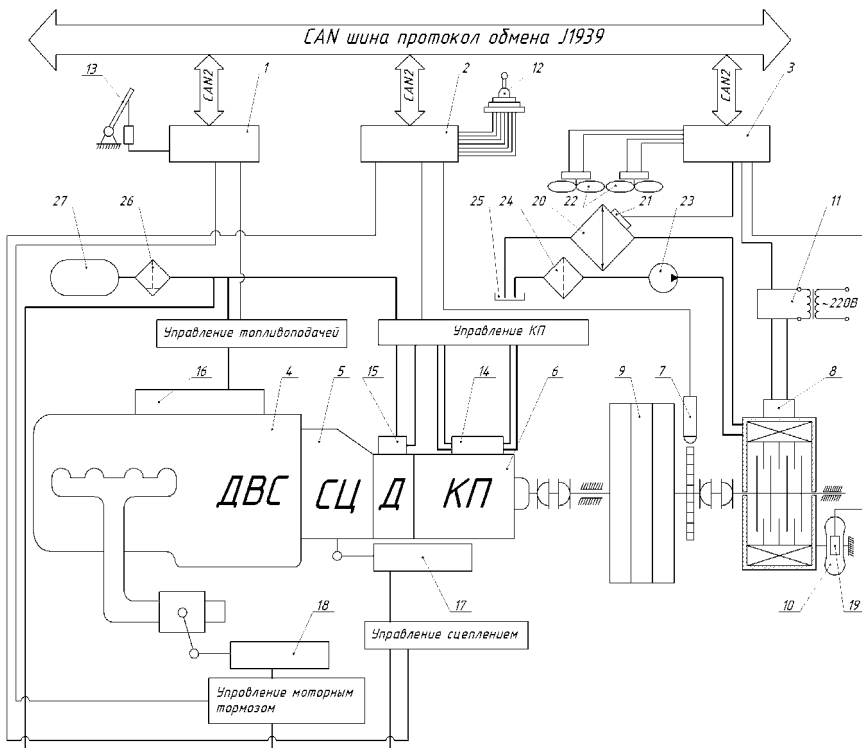 CAN шина протокол обмена J1939
CAN2
CAN2
CAN2
13
1
2
12
3
27
26
25
24
20
22
21
23
11
~220В
Управление топливоподачей
Управление КП
16
4
5
15
14
6
9
7
8
ДВС
СЦ
Д
КП
17
10
19
18
Управление сцеплением
Управление моторным
тормозом